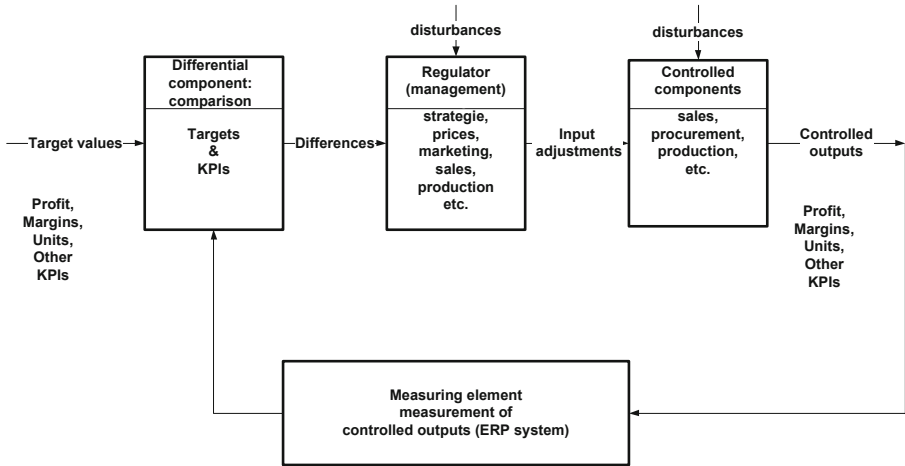 disturbances
disturbances
Differential
component:
comparison
Targets
&
KPIs
Regulator
(management)
strategie,
prices,
marketing,
sales,
production
etc.
Controlled
components
sales,
procurement,
production,
etc.
Target values
Differences
Input
adjustments
Controlled
outputs
Profit,
Margins,
Units,
Other
KPIs
Profit,
Margins,
Units,
Other
KPIs
Measuring element
measurement of
controlled outputs (ERP system)